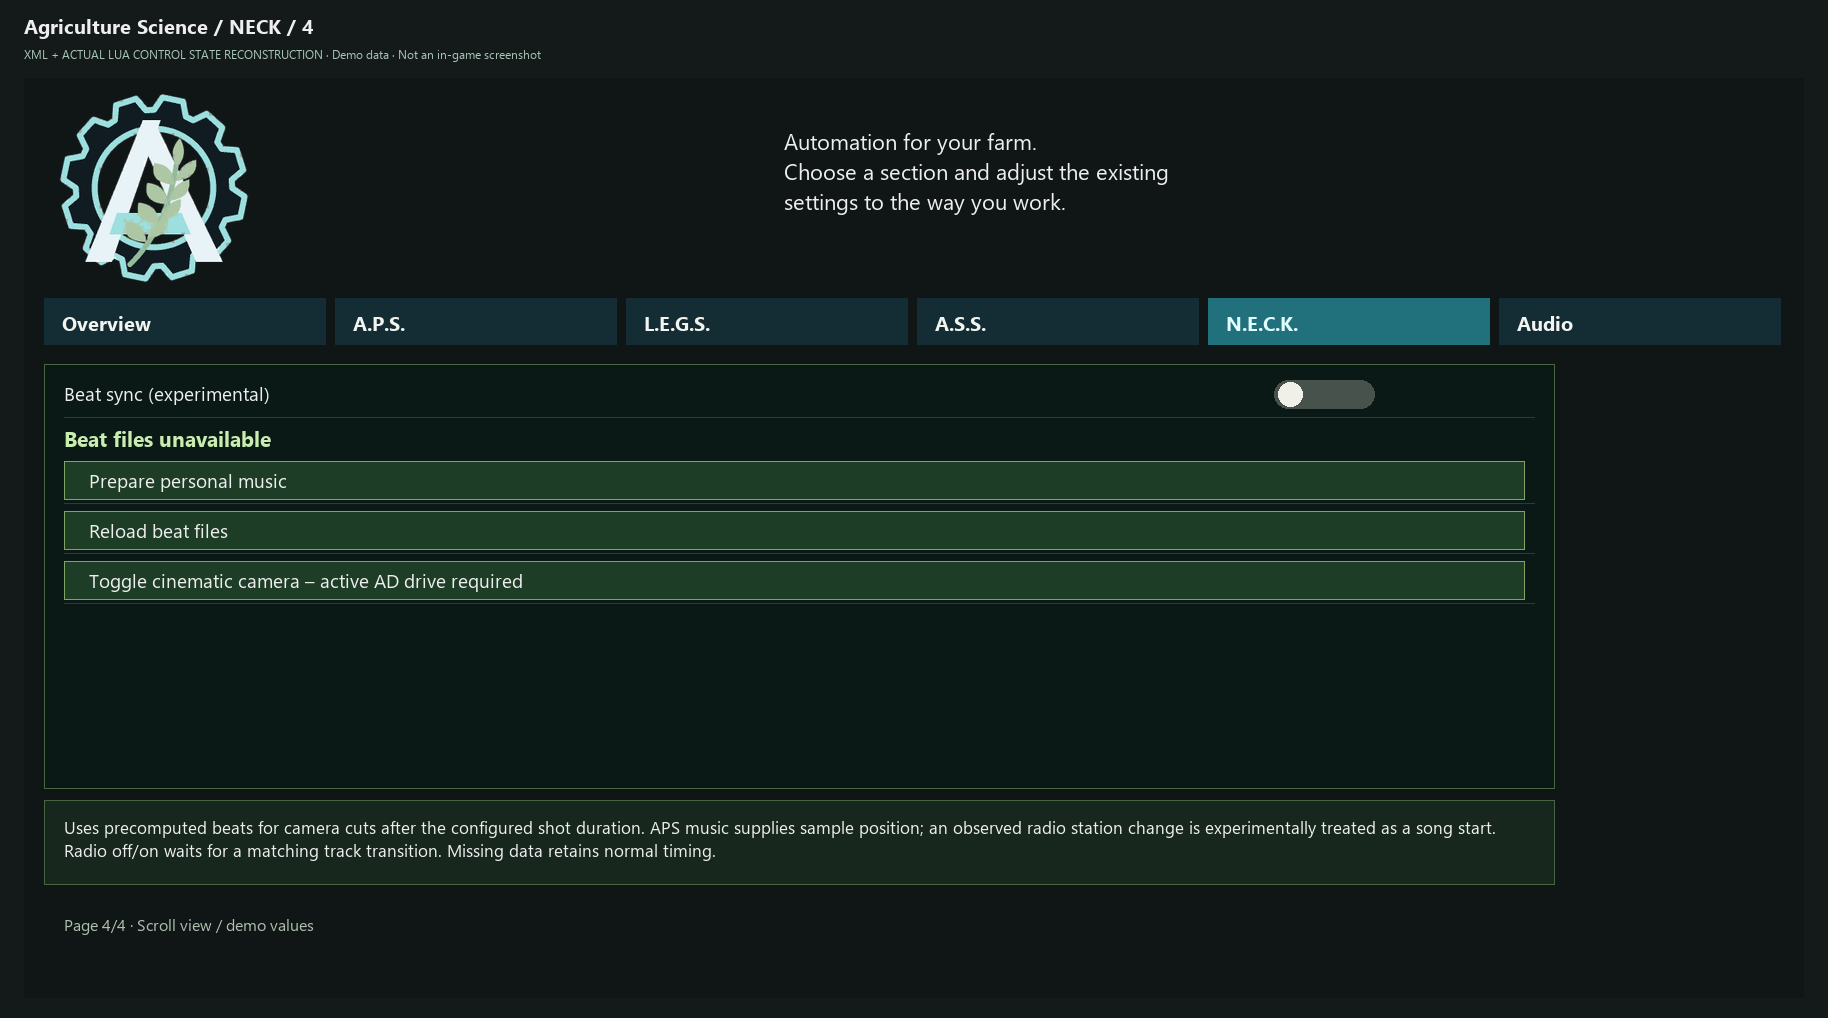 Agriculture Science / NECK / 4
XML + ACTUAL LUA CONTROL STATE RECONSTRUCTION · Demo data · Not an in-game screenshot
Automation for your farm.
Choose a section and adjust the existing
settings to the way you work.
Overview
A.P.S.
L.E.G.S.
A.S.S.
N.E.C.K.
Audio
Beat sync (experimental)
Beat files unavailable
Prepare personal music
Reload beat files
Toggle cinematic camera – active AD drive required
Uses precomputed beats for camera cuts after the configured shot duration. APS music supplies sample position; an observed radio station change is experimentally treated as a song start.
Radio off/on waits for a matching track transition. Missing data retains normal timing.
Page 4/4 · Scroll view / demo values